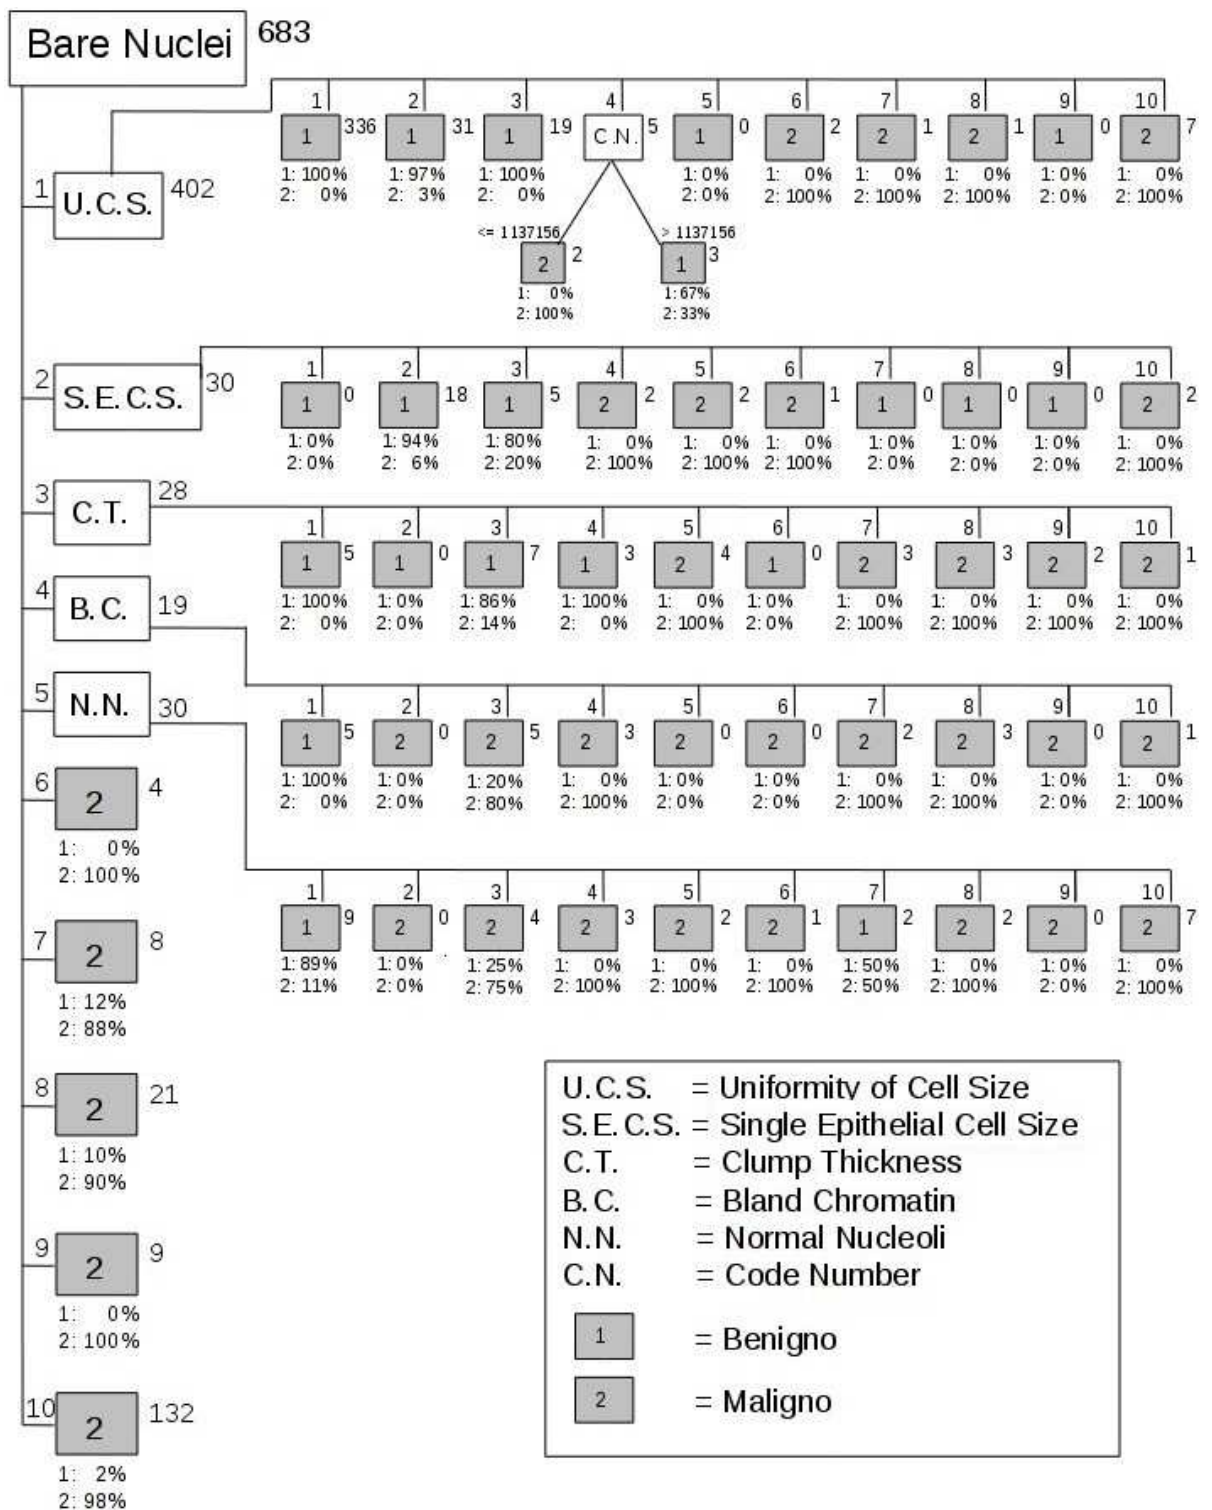 Bare Nuclei 683
1 2 3 4 5 6 7 8 9 10
1 336 1 31 1 19 C.N. 5 1 0 2 2 2 1 2 1 1 0 2 7
1: 100% 1: 97% 1: 100% 1: 0% 1: 0% 1: 0% 1: 0% 1: 0% 1: 0%
2: 0% 2: 3% 2: 0% 2: 0% 2: 100% 2: 100% 2: 100% 2: 0% 2: 100%
1 U.C.S. 402
<= 1137156 > 1137156
2 2 1 3
1: 0% 1: 67%
2: 100% 2: 33%
1 2 3 4 5 6 7 8 9 10
2 S.E.C.S. 30
1 0 1 18 1 5 2 2 2 2 2 1 1 0 1 0 1 0 2 2
1: 0% 1: 94% 1: 80% 1: 0% 1: 0% 1: 0% 1: 0% 1: 0% 1: 0% 1: 0%
2: 0% 2: 6% 2: 20% 2: 100% 2: 100% 2: 100% 2: 0% 2: 0% 2: 0% 2: 100%
3 C.T. 28
1 2 3 4 5 6 7 8 9 10
1 5 1 0 1 7 1 3 2 4 1 0 2 3 2 3 2 2 2 1
1: 100% 1: 0% 1: 86% 1: 100% 1: 0% 1: 0% 1: 0% 1: 0% 1: 0% 1: 0%
2: 0% 2: 0% 2: 14% 2: 0% 2: 100% 2: 0% 2: 100% 2: 100% 2: 100% 2: 100%
4 B.C. 19
1 2 3 4 5 6 7 8 9 10
1 5 2 0 2 5 2 3 2 0 2 0 2 2 2 3 2 0 2 1
1: 100% 1: 0% 1: 20% 1: 0% 1: 0% 1: 0% 1: 0% 1: 0% 1: 0% 1: 0%
2: 0% 2: 0% 2: 80% 2: 100% 2: 0% 2: 0% 2: 100% 2: 100% 2: 0% 2: 100%
5 N.N. 30
1 2 3 4 5 6 7 8 9 10
1 9 2 0 2 4 2 3 2 2 2 1 1 2 2 2 2 0 2 7
1: 89% 1: 0% 1: 25% 1: 0% 1: 0% 1: 0% 1: 50% 1: 0% 1: 0% 1: 0%
2: 11% 2: 0% 2: 75% 2: 100% 2: 100% 2: 100% 2: 50% 2: 100% 2: 0% 2: 100%
6 2 4
1: 0%
2: 100%
7 2 8
1: 12%
2: 88%
8 2 21
1: 10%
2: 90%
9 2 9
1: 0%
2: 100%
10 2 132
1: 2%
2: 98%
U.C.S. = Uniformity of Cell Size
S.E.C.S. = Single Epithelial Cell Size
C.T. = Clump Thickness
B.C. = Bland Chromatin
N.N. = Normal Nucleoli
C.N. = Code Number
1 = Benigno
2 = Maligno